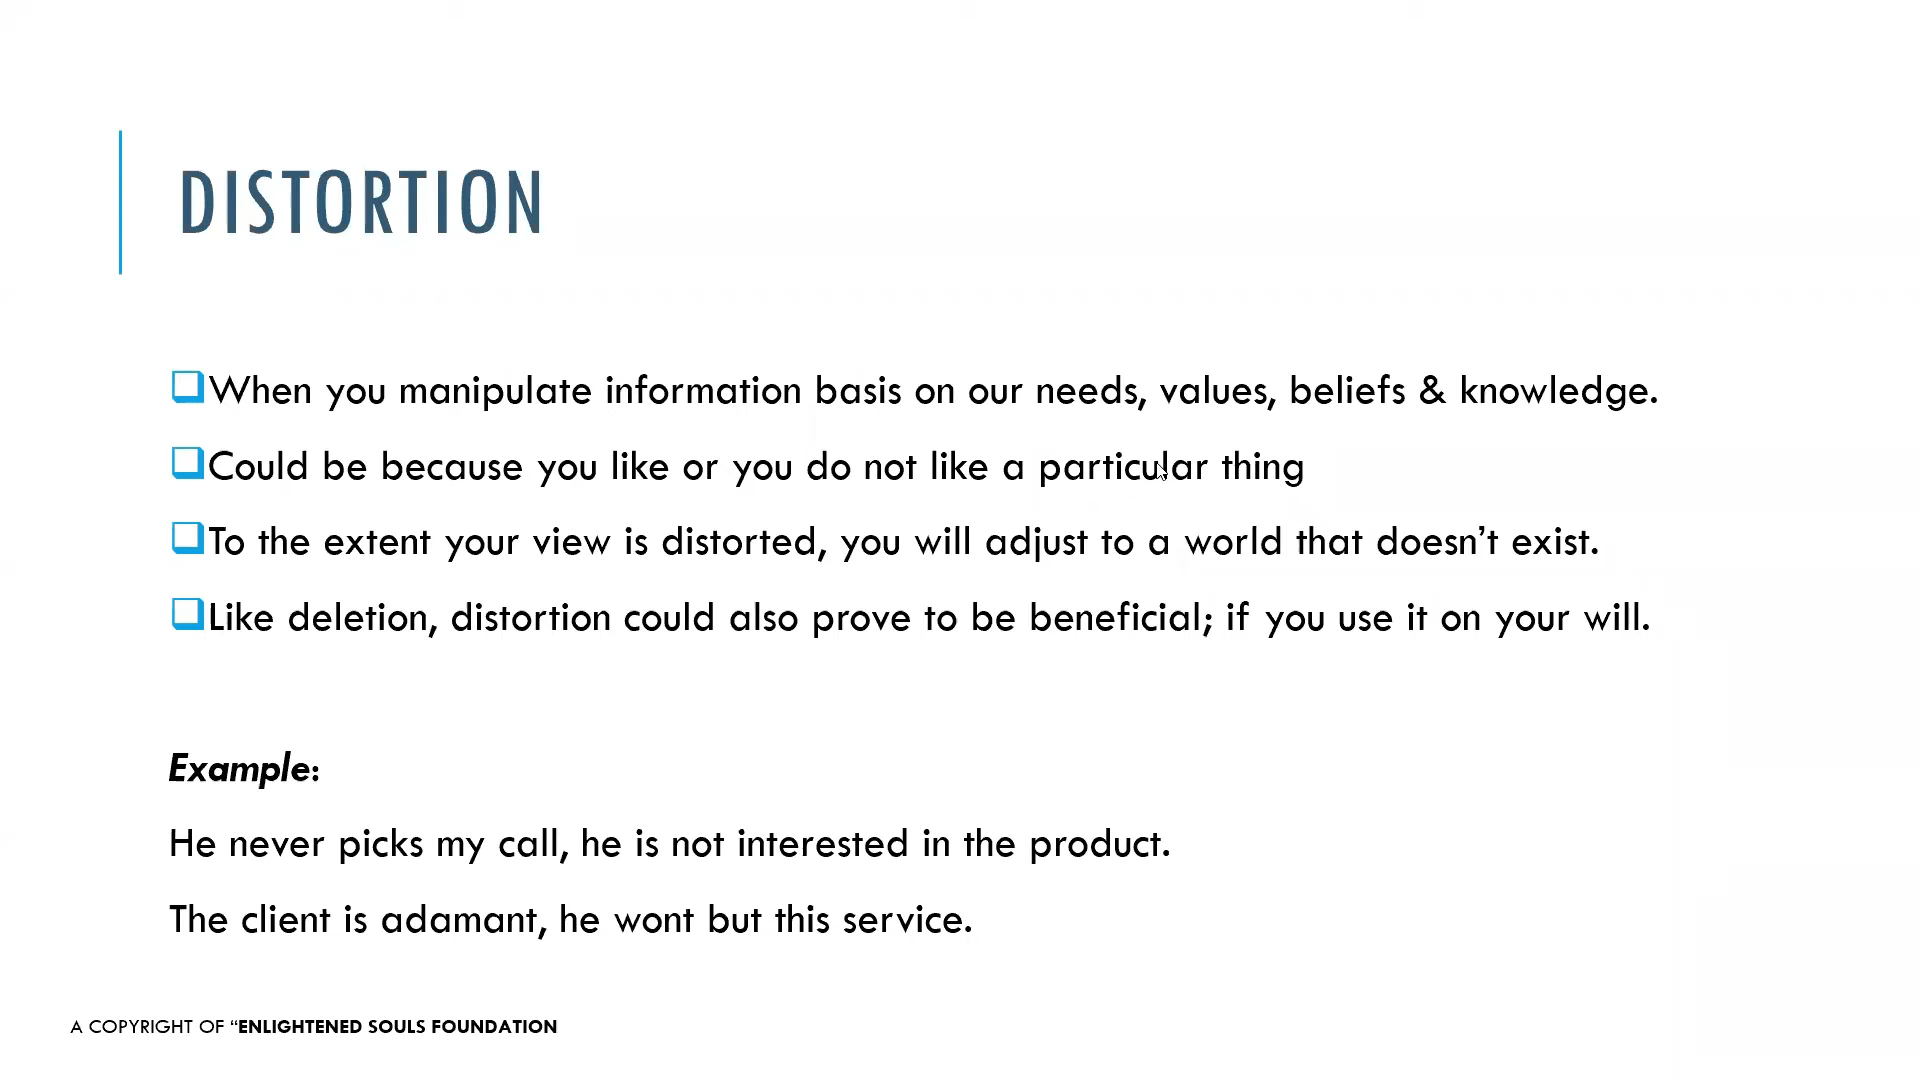 DISTORTION
When you manipulate information basis on our needs, values, beliefs & knowledge.
Could be because you like or you do not like a particular thing
To the extent your view is distorted, you will adjust to a world that doesn’t exist.
Like deletion, distortion could also prove to be beneficial; if you use it on your will.
Example:
He never picks my call, he is not interested in the product.
The client is adamant, he wont but this service.
A COPYRIGHT OF “ENLIGHTENED SOULS FOUNDATION